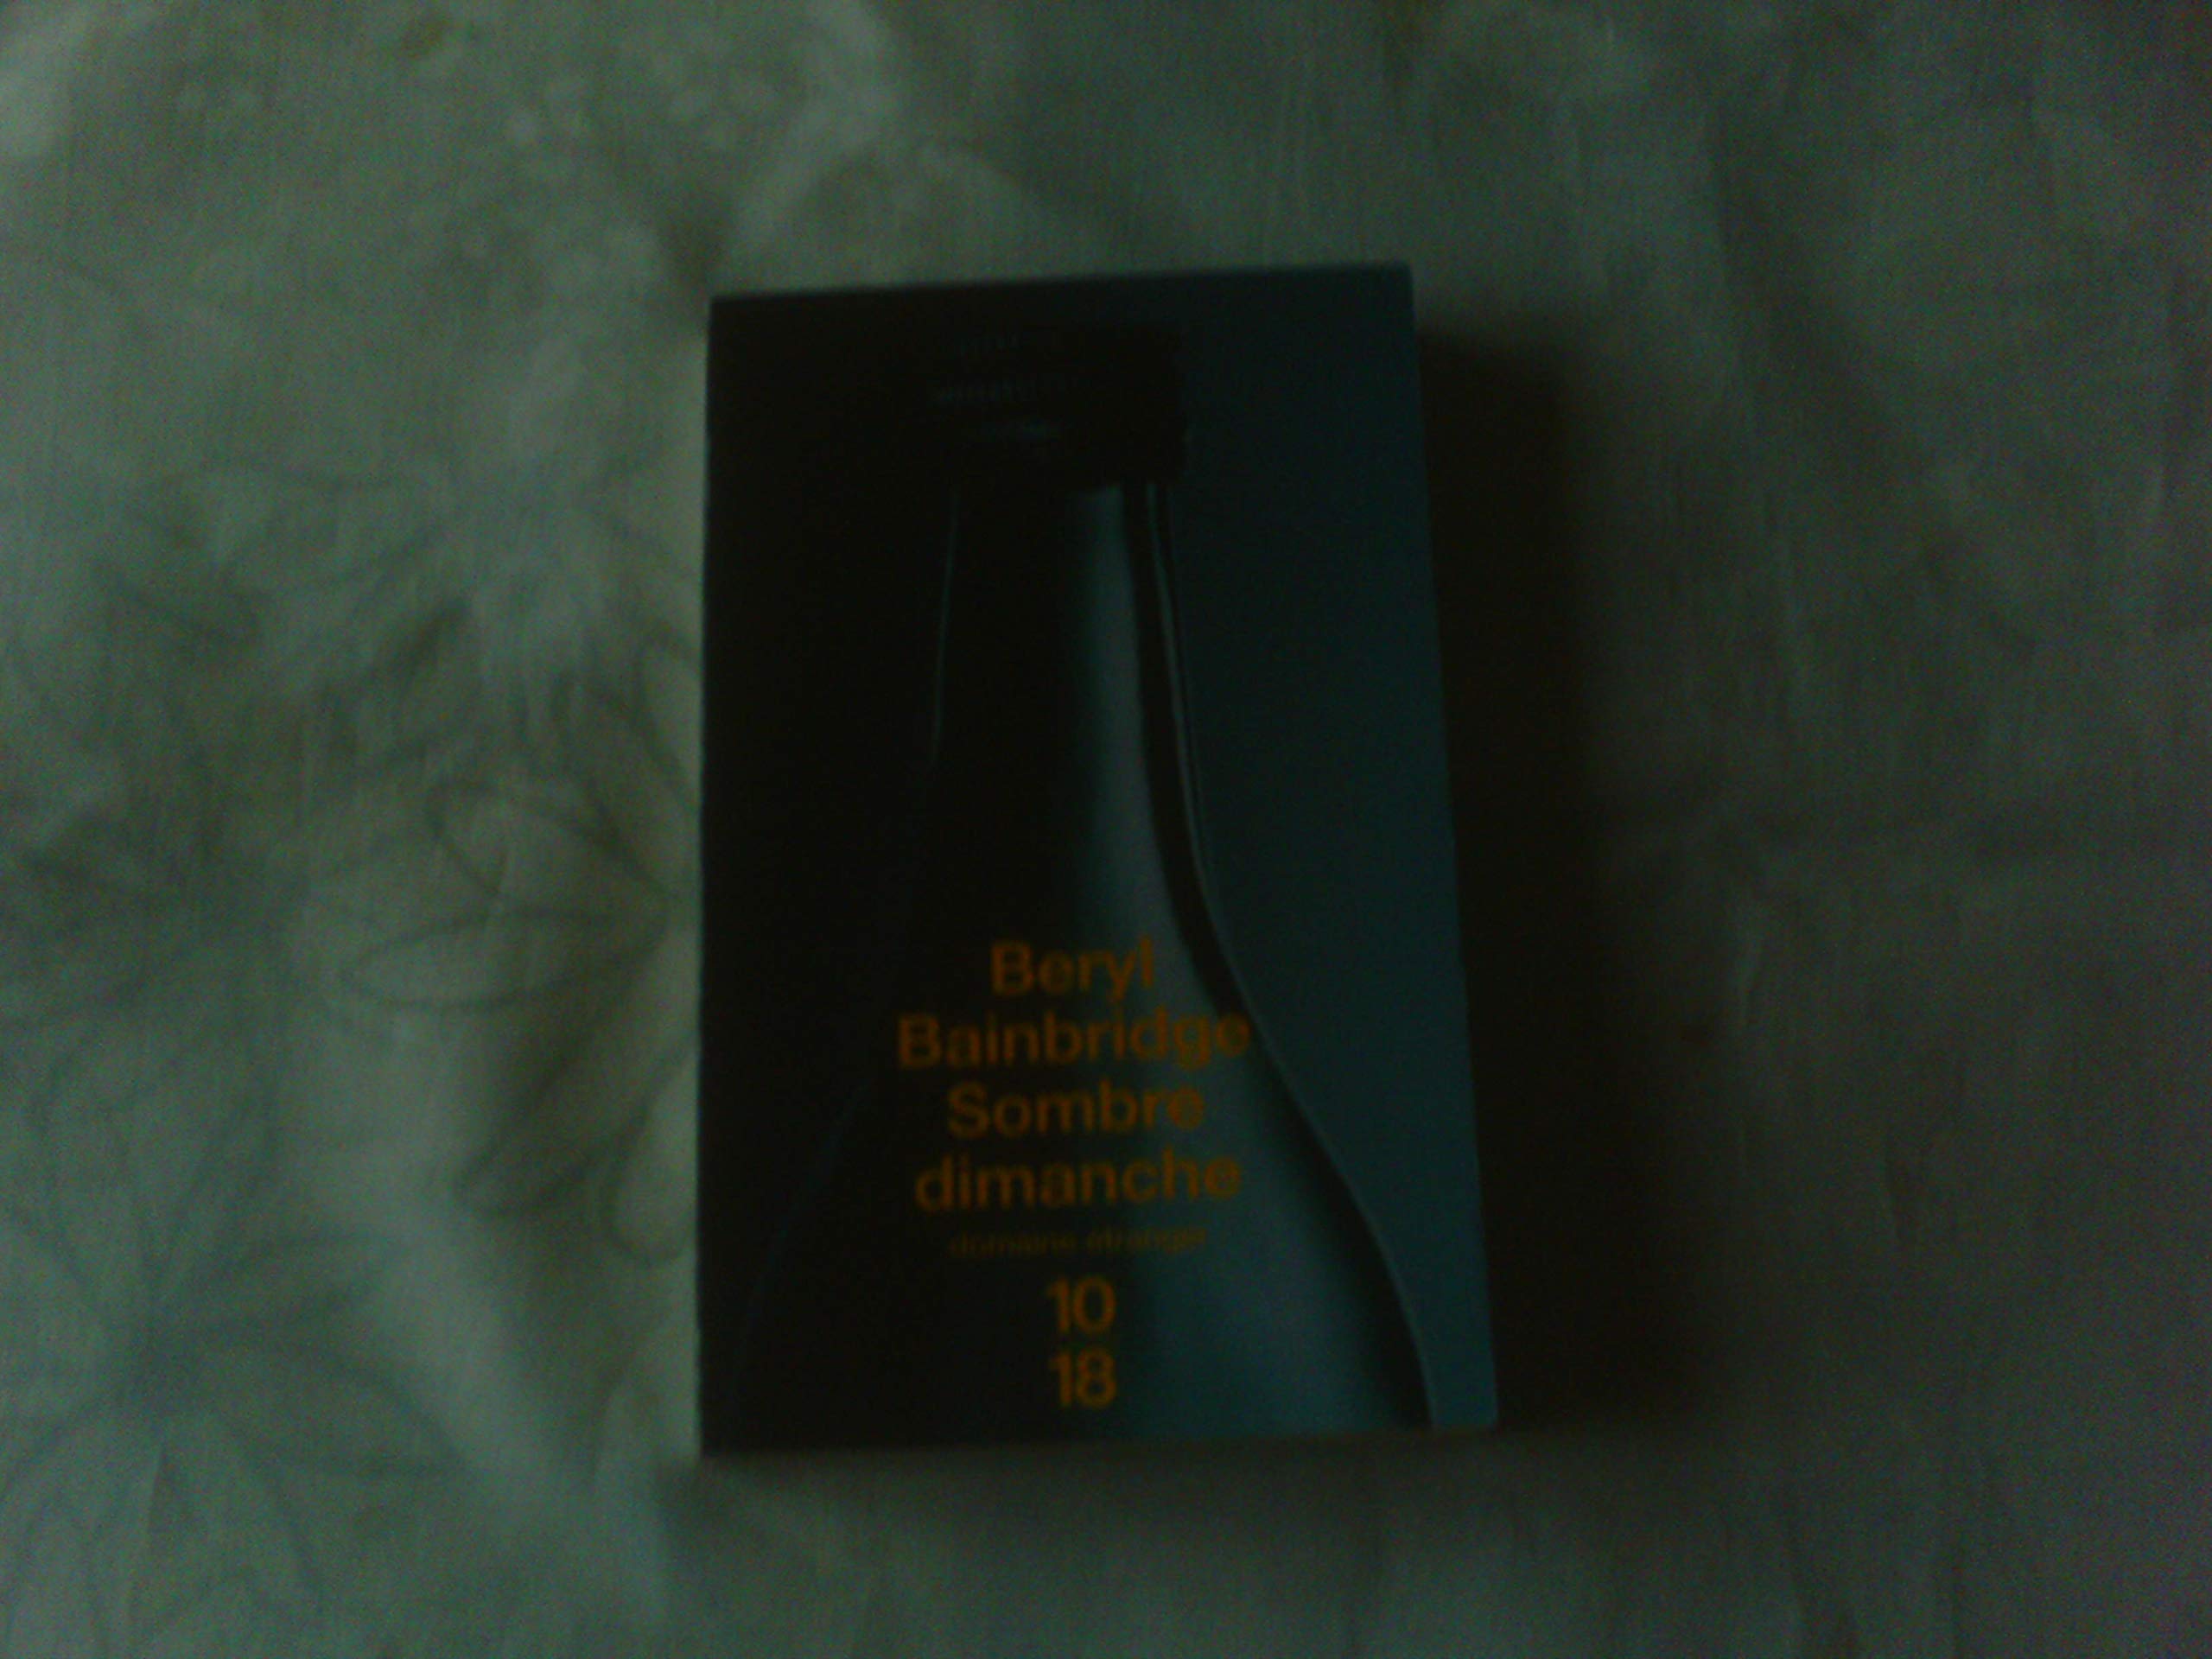 Beryl
Bainbridge
Sombre
dimanche
domaine étranger
10
18